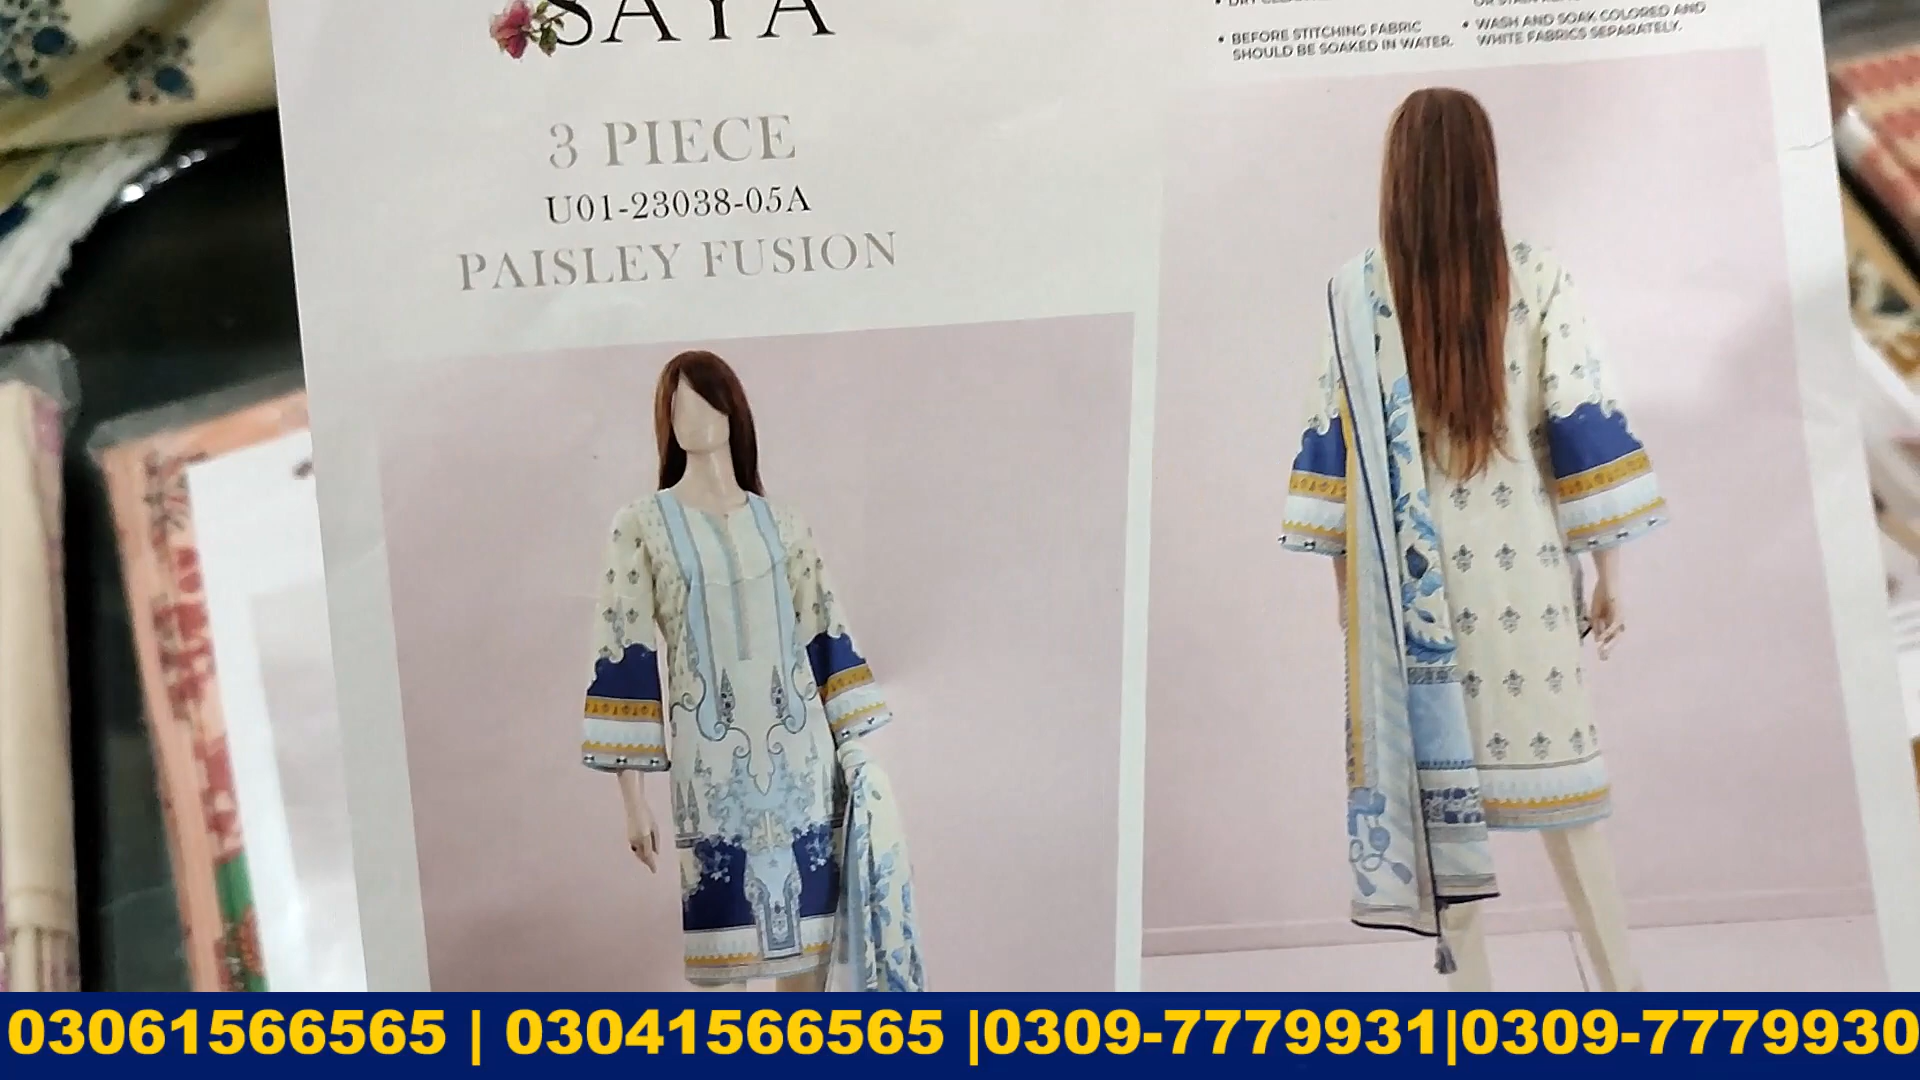 SAYA
3 PIECE
U01-23038-05A
PAISLEY FUSION
• BEFORE STITCHING FABRIC
SHOULD BE SOAKED IN WATER.
• WASH AND SOAK COLORED AND
WHITE FABRICS SEPARATELY.
03061566565 | 03041566565 |0309-7779931|0309-7779930